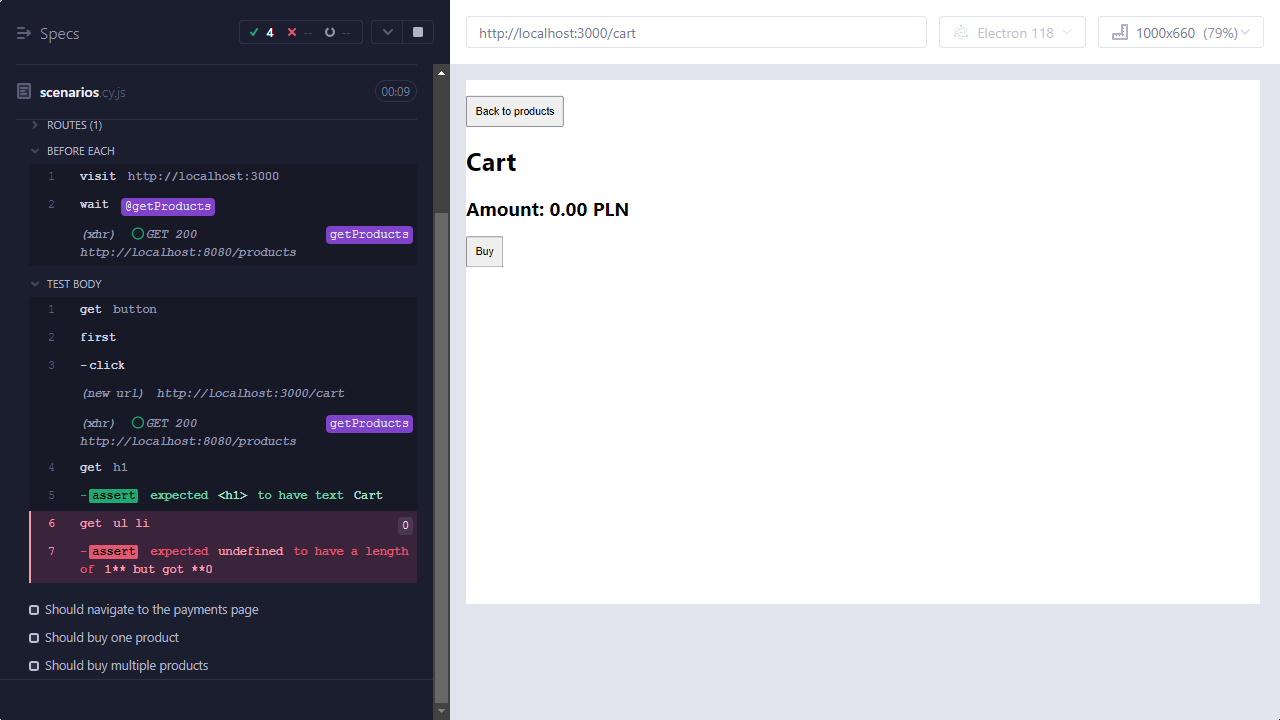 Specs
4
--
--
scenarios.cy.js
00:09
ROUTES (1)
BEFORE EACH
1 visit http://localhost:3000
2 wait @getProducts
(xhr) GET 200 getProducts
http://localhost:8080/products
TEST BODY
1 get button
2 first
3 -click
(new url) http://localhost:3000/cart
(xhr) GET 200 getProducts
http://localhost:8080/products
4 get h1
5 -assert expected <h1> to have text Cart
6 get ul li 0
7 -assert expected undefined to have a length
of 1** but got **0
Should navigate to the payments page
Should buy one product
Should buy multiple products
http://localhost:3000/cart
Electron 118
1000x660 (79%)
Back to products
Cart
Amount: 0.00 PLN
Buy